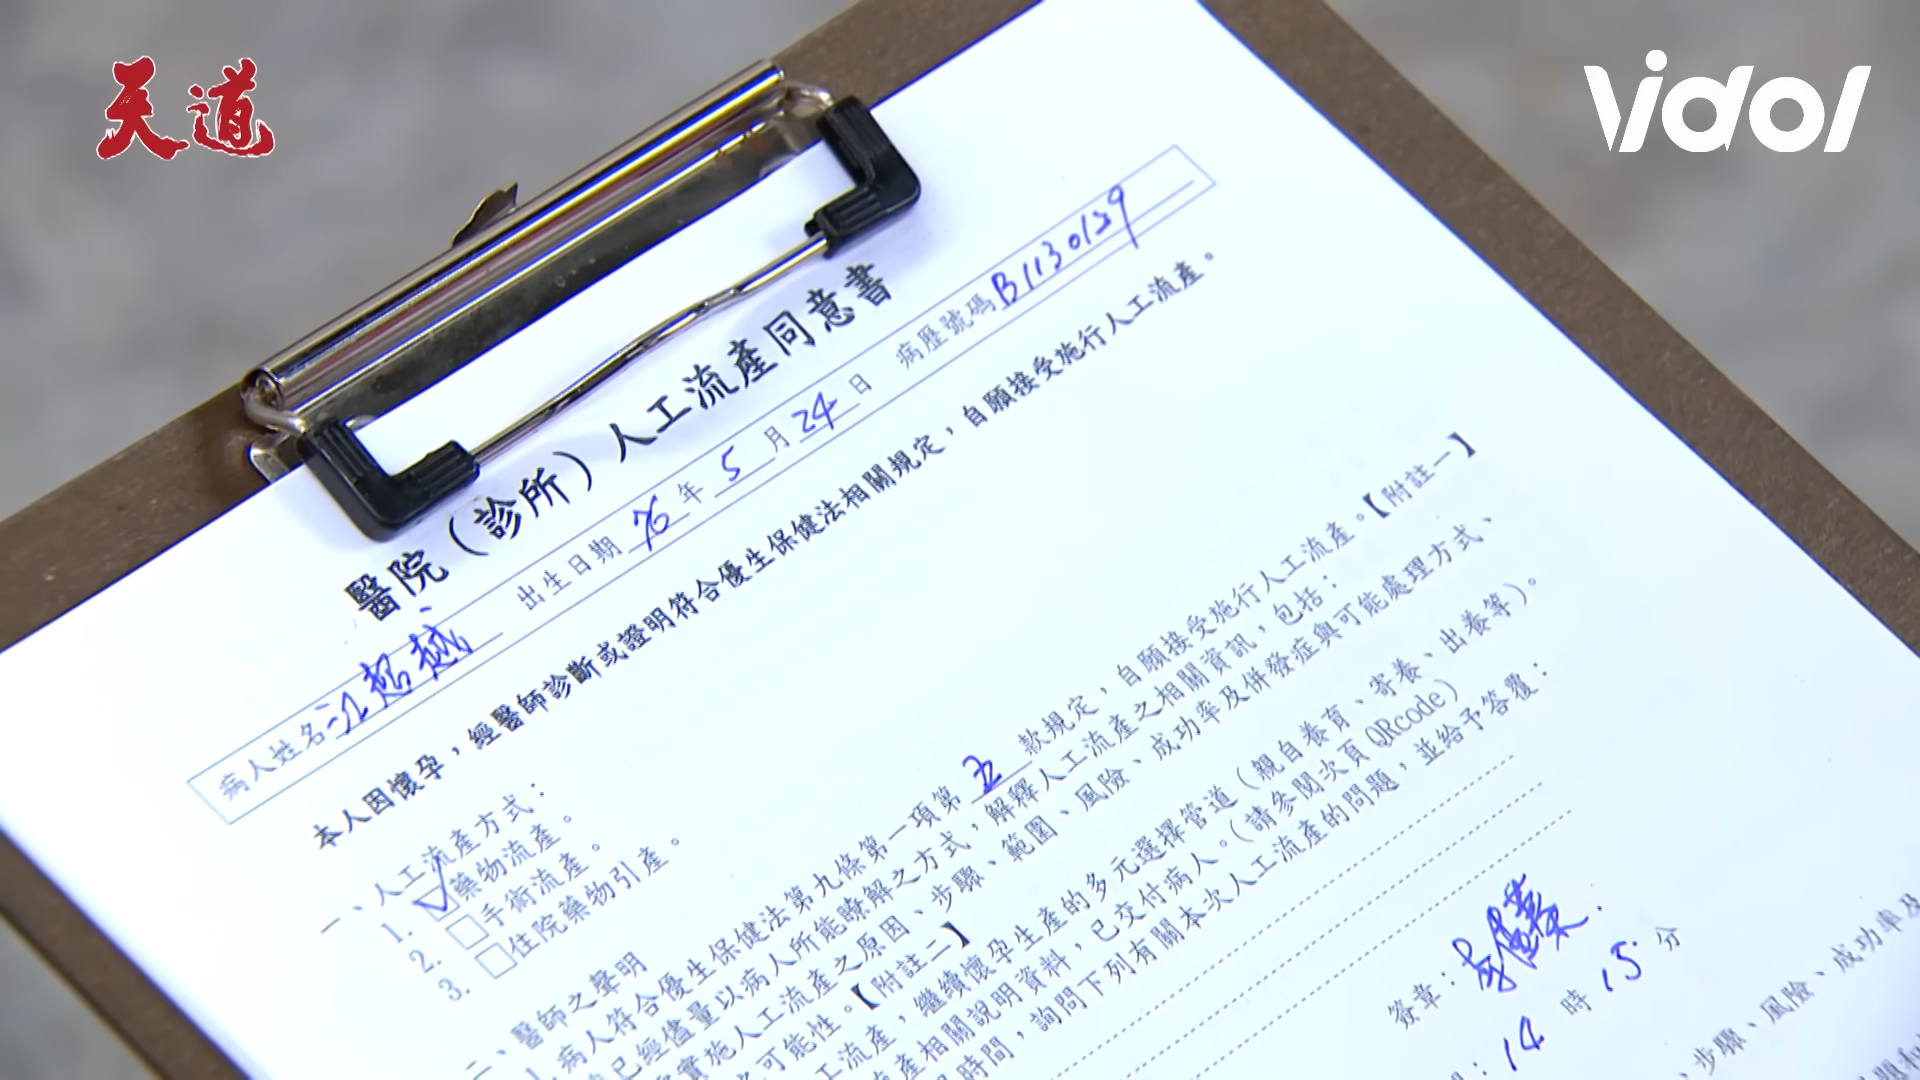 天道
Vidol
醫院（診所）人工流產同意書
病人姓名 江超越 出生日期 76 年 5 月 24 日 病歷號碼 B1130129
本人因懷孕，經醫師診斷或證明符合優生保健法相關規定，自願接受施行人工流產。
一、人工流產方式：
1. ☑藥物流產。
2. □手術流產。
3. □住院藥物引產。
二、醫師之聲明
1.病人符合優生保健法第九條第一項第 五 款規定，自願接受施行人工流產。【附註一】
已經儘量以病人所能瞭解之方式，解釋人工流產之相關資訊，包括：
實施人工流產之原因、步驟、範圍、風險、成功率及併發症與可能處理方式、
可能性。【附註二】
流產，繼續懷孕生產的多元選擇管道（親自養育、寄養、出養等）。
產相關說明資料，已交付病人。（請參閱次頁 QRcode）
時間，詢問下列有關本次人工流產的問題，並給予答覆：
簽章：
14 時 15 分
、步驟、風險、成功率及